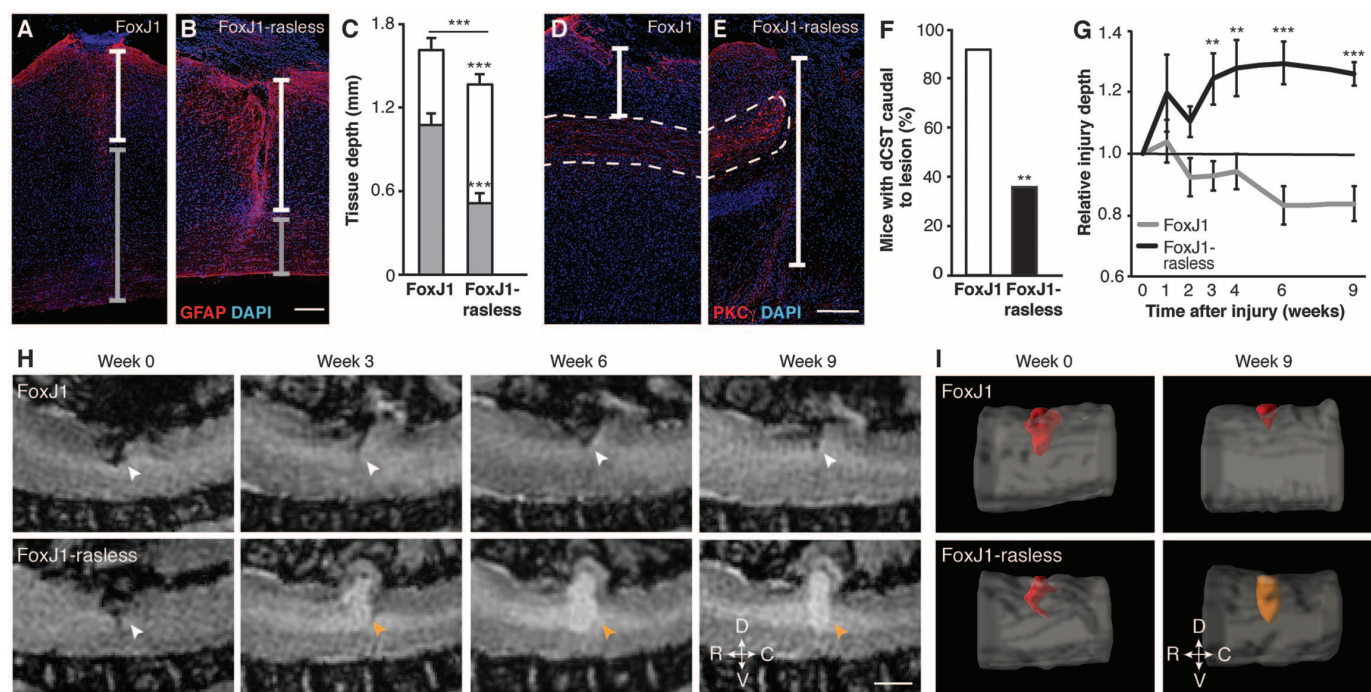 A FoxJ1
B FoxJ1-rasless
GFAP DAPI
C
Tissue depth (mm)
1.8
1.2
0.6
0
***
***
***
FoxJ1 FoxJ1-
rasless
D FoxJ1
E FoxJ1-rasless
PKCγ DAPI
F
Mice with dCST caudal
to lesion (%)
100
80
60
40
20
0
**
FoxJ1 FoxJ1-
rasless
G
Relative injury depth
1.4
1.2
1.0
0.8
0.6
** ** *** ***
FoxJ1
FoxJ1-
rasless
0 1 2 3 4 6 9
Time after injury (weeks)
H Week 0 Week 3 Week 6 Week 9
FoxJ1
FoxJ1-rasless
D
R C
V
I Week 0 Week 9
FoxJ1
FoxJ1-rasless
D
R C
V